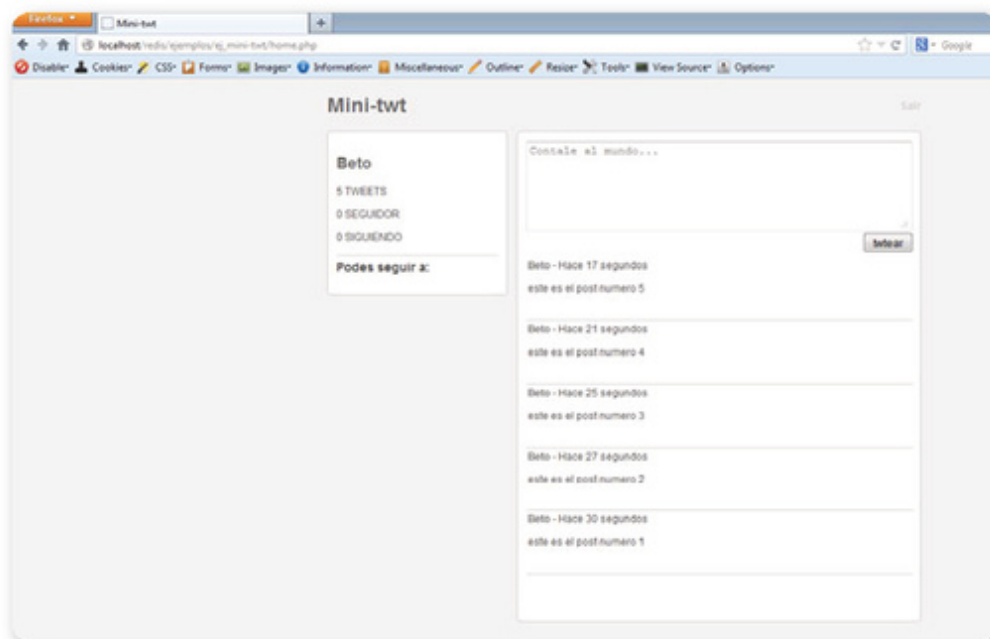 Firefox
Mini-twt
localhost/redis/ejemplos/ej_mini-twt/home.php
Google
Disable Cookies CSS Forms Images Information Miscellaneous Outline Resize Tools View Source Options
Mini-twt
Salir
Beto
5 TWEETS
0 SEGUIDOR
0 SIGUIENDO
Podes seguir a:
Contale al mundo...
twtear
Beto - Hace 17 segundos
este es el post numero 5
Beto - Hace 21 segundos
este es el post numero 4
Beto - Hace 25 segundos
este es el post numero 3
Beto - Hace 27 segundos
este es el post numero 2
Beto - Hace 30 segundos
este es el post numero 1